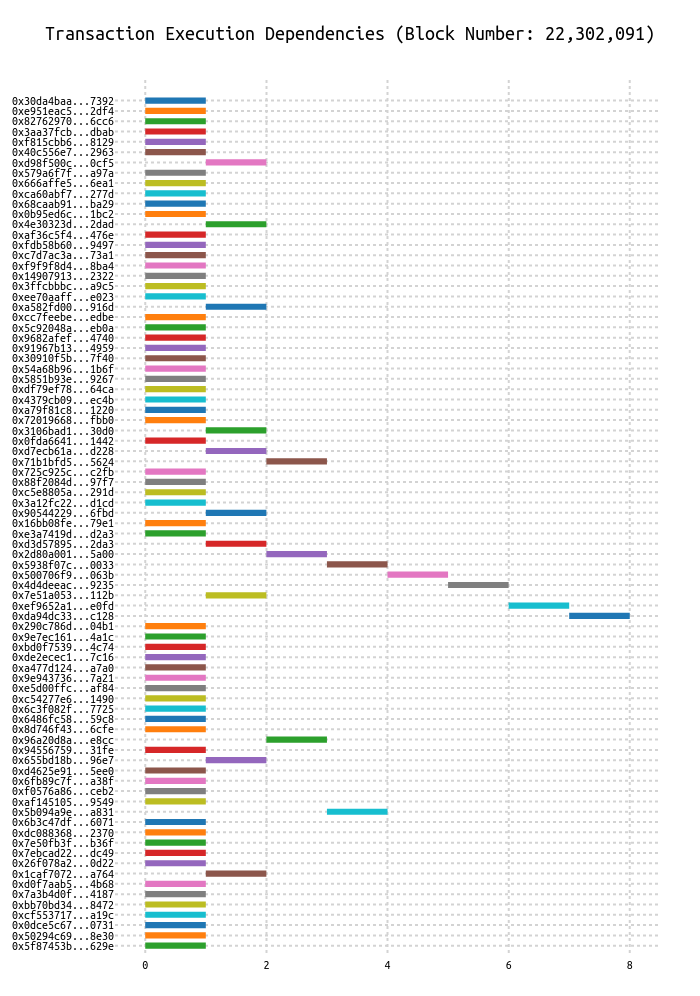 Transaction Execution Dependencies (Block Number: 22,302,091)
0x30da4baa...7392
0xe951eac5...2df4
0x82762970...6cc6
0x3aa37fcb...dbab
0xf815cbb6...8129
0x40c556e7...2963
0xd98f500c...0cf5
0x579a6f7f...a97a
0x666affe5...6ea1
0xca60abf7...277d
0x68caab91...ba29
0x0b95ed6c...1bc2
0x4e30323d...2dad
0xaf36c5f4...476e
0xfdb58b60...9497
0xc7d7ac3a...73a1
0xf9f9f8d4...8ba4
0x14907913...2322
0x3ffcbbbc...a9c5
0xee70aaff...e023
0xa582fd00...916d
0xcc7feebe...edbe
0x5c92048a...eb0a
0x9682afef...4740
0x91967b13...4959
0x30910f5b...7f40
0x54a68b96...1b6f
0x5851b93e...9267
0xdf79ef78...64ca
0x4379cb09...ec4b
0xa79f81c8...1220
0x72019668...fbb0
0x3106bad1...30d0
0x0fda6641...1442
0xd7ecb61a...d228
0x71b1bfd5...5624
0x725c925c...c2fb
0x88f2084d...97f7
0xc5e8805a...291d
0x3a12fc22...d1cd
0x90544229...6fbd
0x16bb08fe...79e1
0xe3a7419d...d2a3
0xd3d57895...2da3
0x2d80a001...5a00
0x5938f07c...0033
0x500706f9...063b
0x4d4deeac...9235
0x7e51a053...112b
0xef9652a1...e0fd
0xda94dc33...c128
0x290c786d...04b1
0x9e7ec161...4a1c
0xbd0f7539...4c74
0xde2ecec1...7c16
0xa477d124...a7a0
0x9e943736...7a21
0xe5d00ffc...af84
0xc54277e6...1490
0x6c3f082f...7725
0x6486fc58...59c8
0x8d746f43...6cfe
0x96a20d8a...e8cc
0x94556759...31fe
0x655bd18b...96e7
0xd4625e91...5ee0
0x6fb89c7f...a38f
0xf0576a86...ceb2
0xaf145105...9549
0x5b094a9e...a831
0x6b3c47df...6071
0xdc088368...2370
0x7e50fb3f...b36f
0x7ebcad22...dc49
0x26f078a2...0d22
0x1caf7072...a764
0xd0f7aab5...4b68
0x7a3b4d0f...4187
0xbb70bd34...8472
0xcf553717...a19c
0x0dce5c67...0731
0x50294c69...8e30
0x5f87453b...629e
0 2 4 6 8